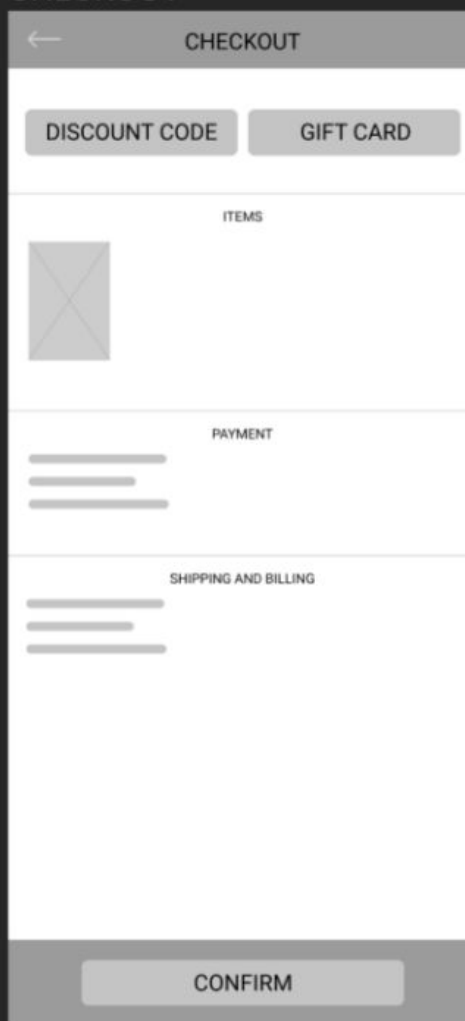 CHECKOUT
DISCOUNT CODE
GIFT CARD
ITEMS
PAYMENT
SHIPPING AND BILLING
CONFIRM